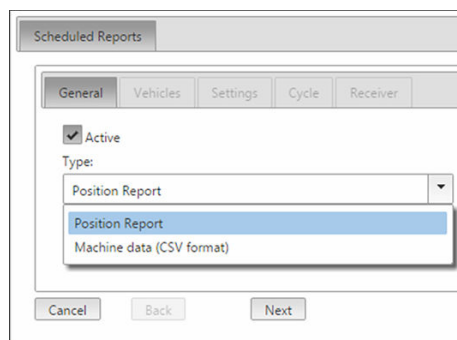 Scheduled Reports
General Vehicles Settings Cycle Receiver
Active
Type:
Position Report
Position Report
Machine data (CSV format)
Cancel Back Next